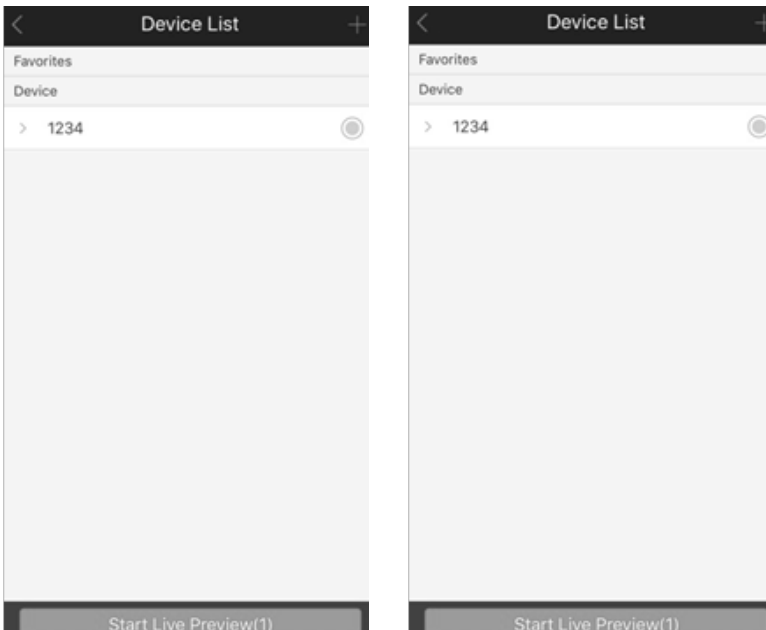 Device List
Favorites
Device
1234
Start Live Preview(1)
Device List
Favorites
Device
1234
Start Live Preview(1)